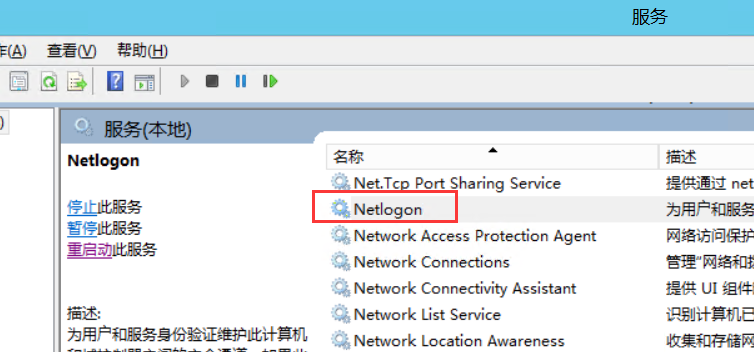 服务
作(A) 查看(V) 帮助(H)
服务(本地)
Netlogon
停止此服务
暂停此服务
重启动此服务
描述:
为用户和服务身份验证维护此计算机
名称 描述
Net.Tcp Port Sharing Service 提供通过 net
Netlogon 为用户和服务
Network Access Protection Agent 网络访问保护
Network Connections 管理“网络和拨
Network Connectivity Assistant 提供 UI 组件
Network List Service 识别计算机已
Network Location Awareness 收集和存储网